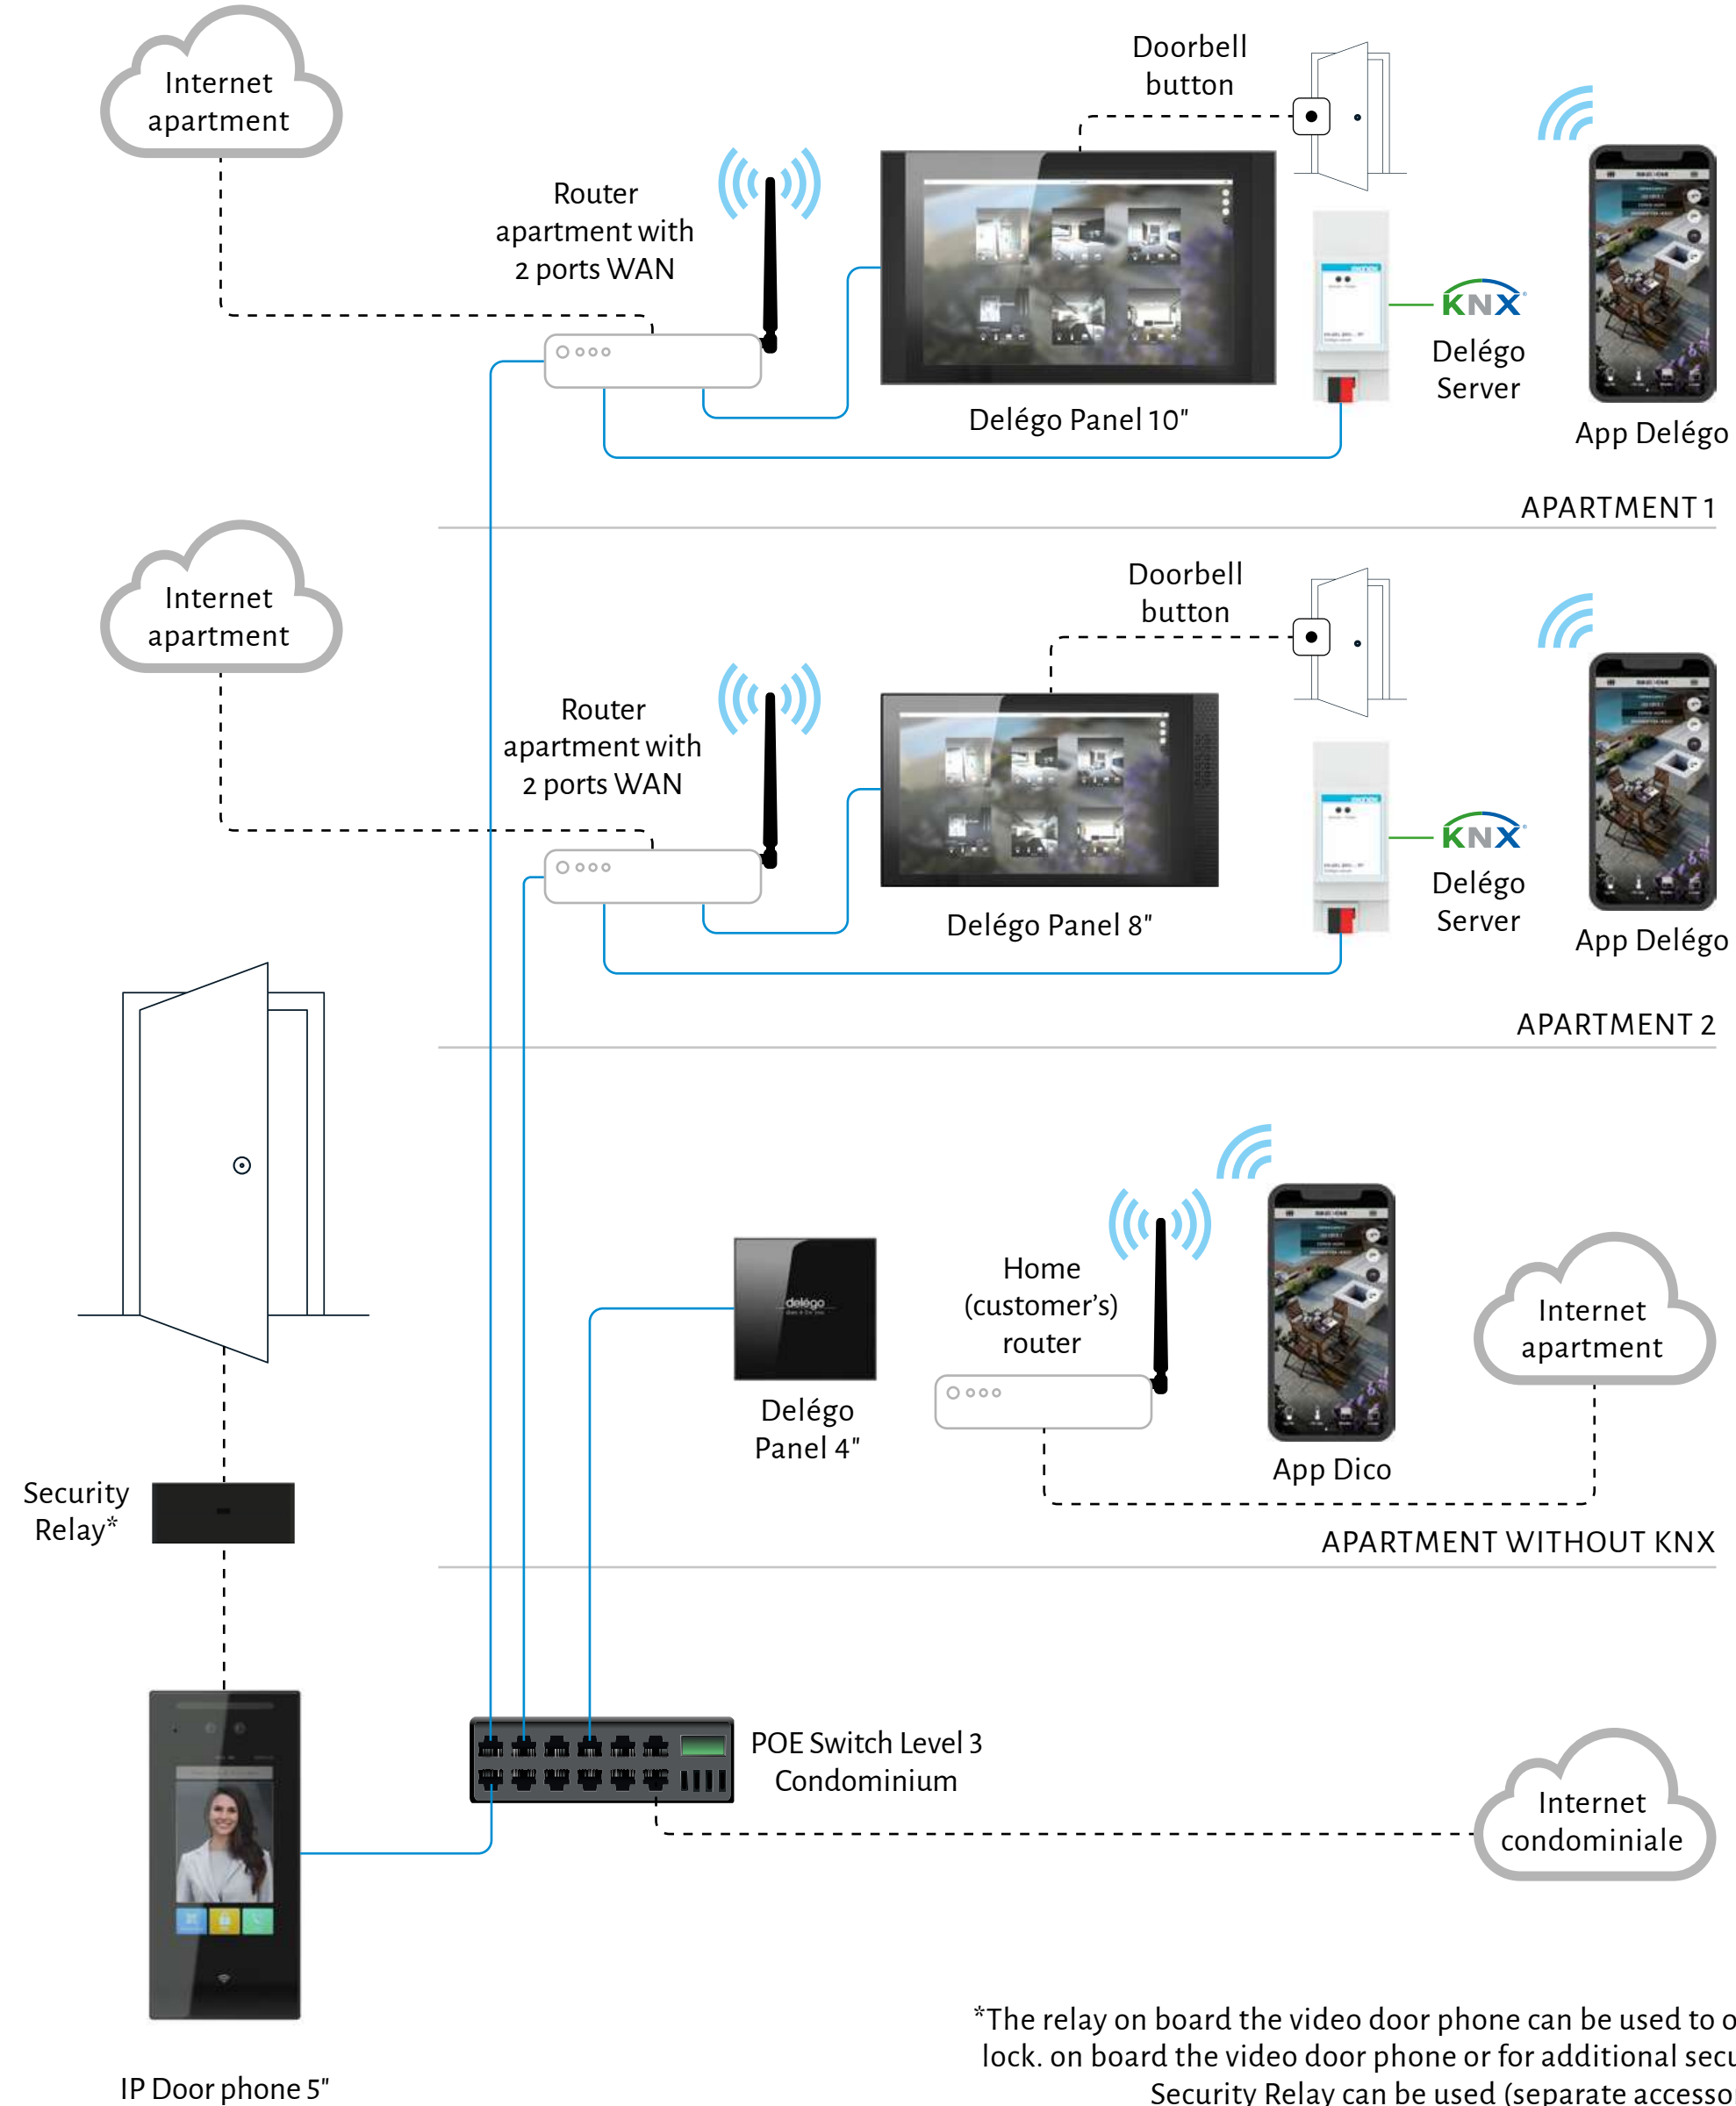 Internet
apartment
Doorbell
button
Router
apartment with
2 ports WAN
KNX
Delégo
Server
Delégo Panel 10"
App Delégo
APARTMENT 1
Internet
apartment
Doorbell
button
Router
apartment with
2 ports WAN
KNX
Delégo
Server
Delégo Panel 8"
App Delégo
APARTMENT 2
delégo
Delégo
Panel 4"
Home
(customer's)
router
App Dico
Internet
apartment
Security
Relay*
APARTMENT WITHOUT KNX
POE Switch Level 3
Condominium
Internet
condominiale
IP Door phone 5"
*The relay on board the video door phone can be used to
lock. on board the video door phone or for additional
Security Relay can be used (separate